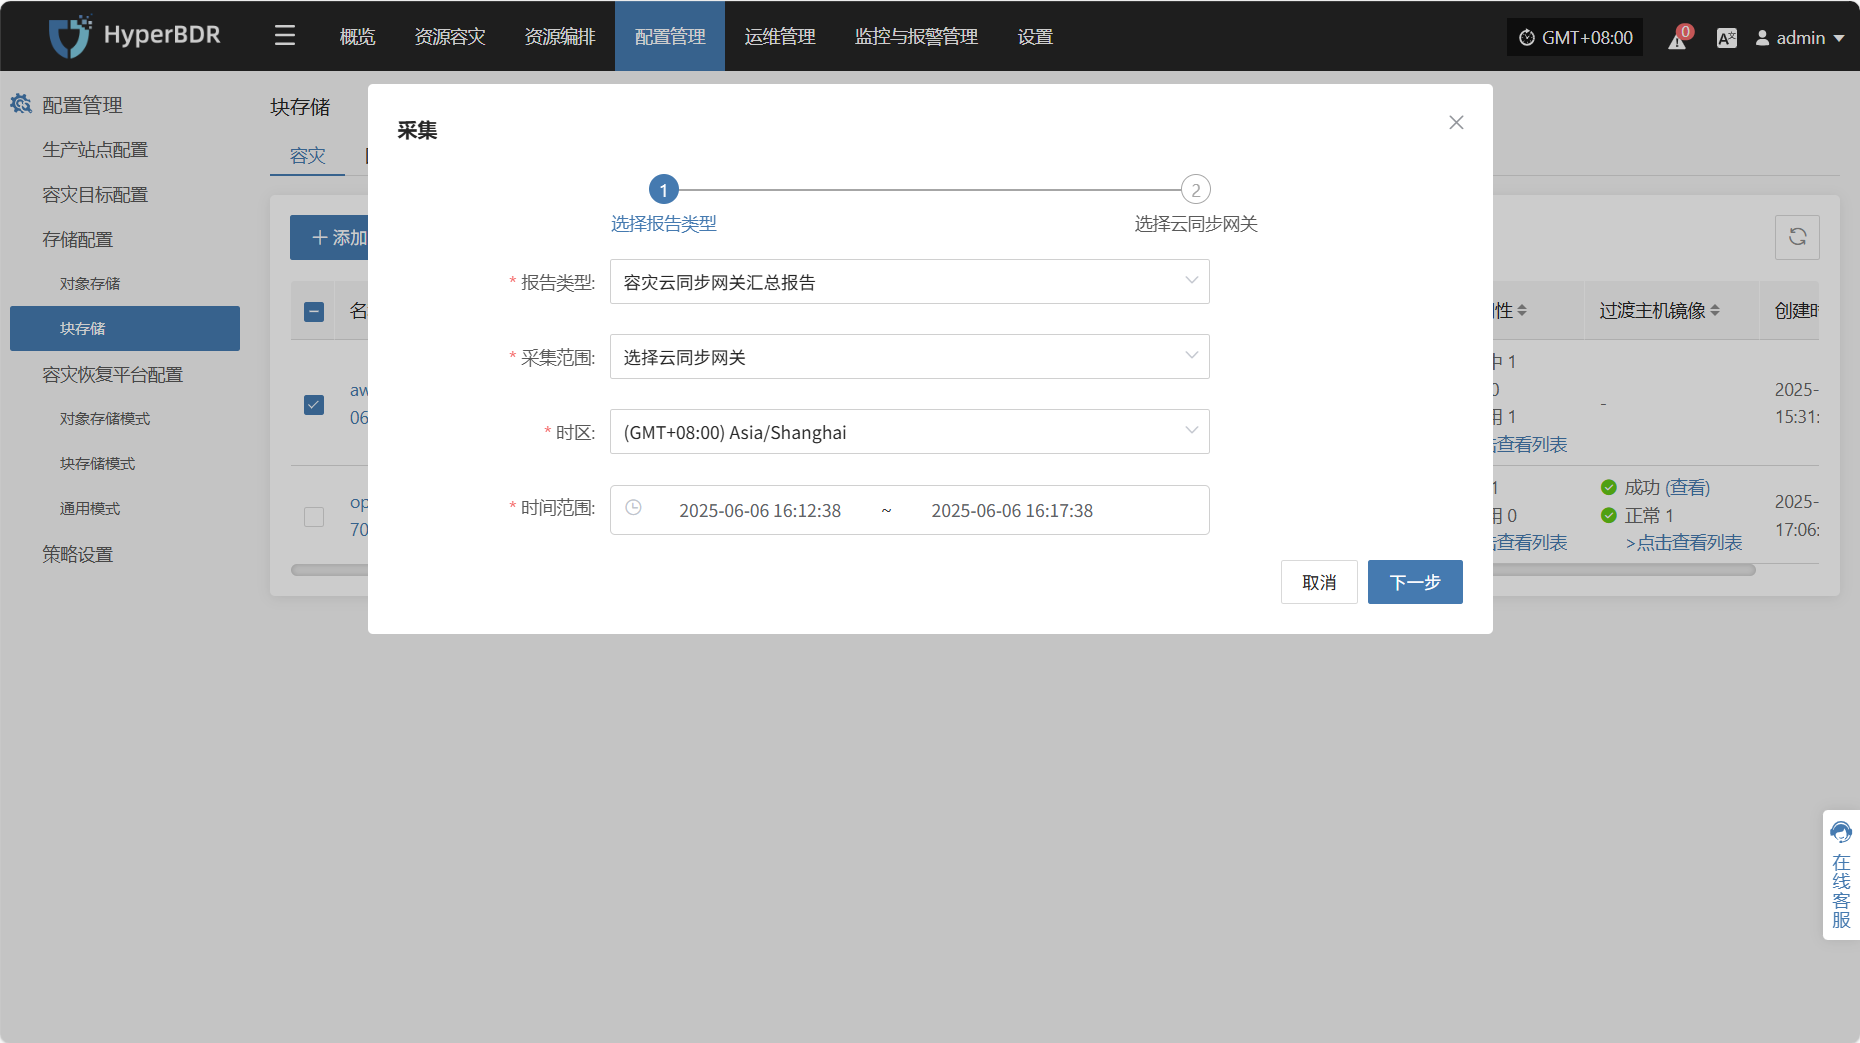 HyperBDR
概览
资源容灾
资源编排
配置管理
运维管理
监控与报警管理
设置
GMT+08:00
0
admin
配置管理
生产站点配置
容灾目标配置
存储配置
对象存储
块存储
容灾恢复平台配置
对象存储模式
块存储模式
通用模式
策略设置
块存储
容灾
添加
名
aw
06
op
70
采集
1
选择报告类型
2
选择云同步网关
* 报告类型:
容灾云同步网关汇总报告
* 采集范围:
选择云同步网关
* 时区:
(GMT+08:00) Asia/Shanghai
* 时间范围:
2025-06-06 16:12:38 ~ 2025-06-06 16:17:38
取消
下一步
性
过渡主机镜像
创建时
中 1
0
用 1
击查看列表
-
2025-
15:31:
1
用 0
击查看列表
成功 (查看)
正常 1
>点击查看列表
2025-
17:06:
在线客服